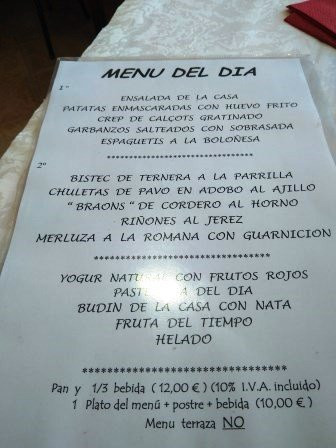 MENU DEL DIA
1º
ENSALADA DE LA CASA
PATATAS ENMASCARADAS CON HUEVO FRITO
CREP DE CALÇOTS GRATINADO
GARBANZOS SALTEADOS CON SOBRASADA
ESPAGUETIS A LA BOLOÑESA
*********************************
2º
BISTEC DE TERNERA A LA PARRILLA
CHULETAS DE PAVO EN ADOBO AL AJILLO
" BRAONS " DE CORDERO AL HORNO
RIÑONES AL JEREZ
MERLUZA A LA ROMANA CON GUARNICION
*********************************
YOGUR NATURAL CON FRUTOS ROJOS
DEL DIA
BUDIN DE LA CASA CON NATA
FRUTA DEL TIEMPO
HELADO
*********************************
Pan y 1/3 bebida (12,00 €) (10% I.V.A. incluido)
1 Plato del menú + postre + bebida (10,00 €)
Menu terraza NO